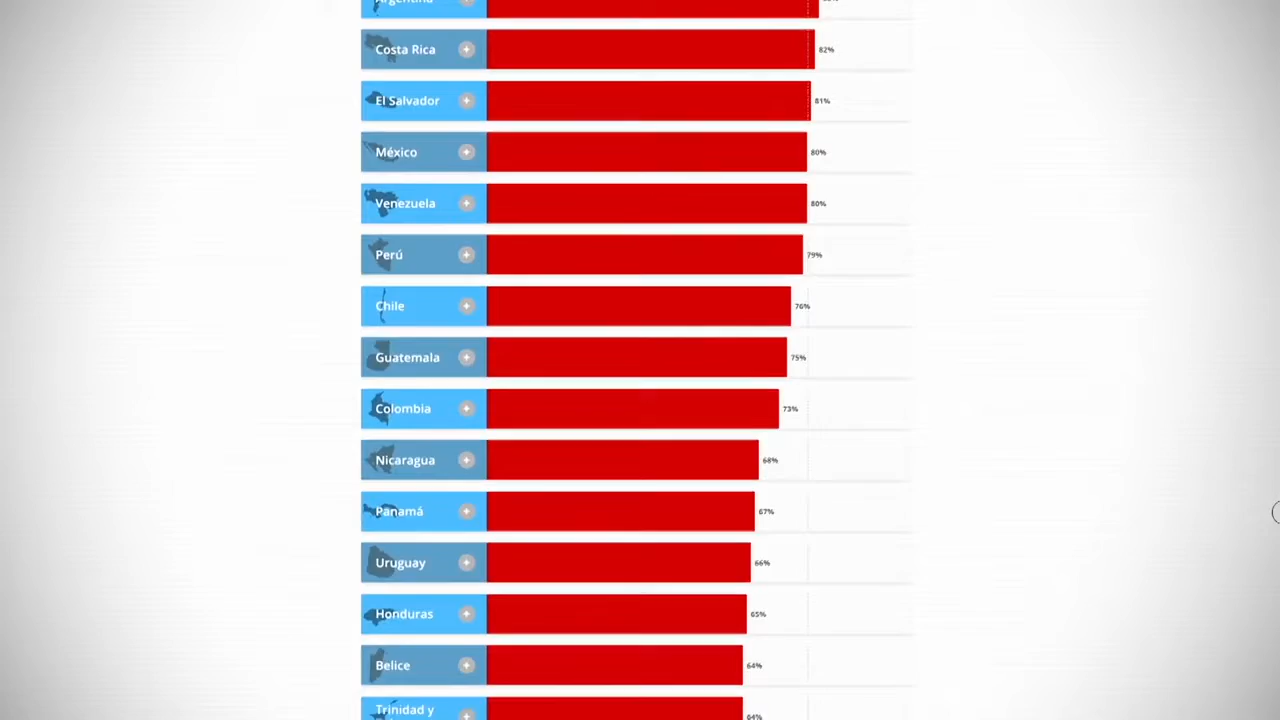 Argentina
Costa Rica 82%
El Salvador 81%
México 80%
Venezuela 80%
Perú 79%
Chile 76%
Guatemala 75%
Colombia 73%
Nicaragua 68%
Panamá 67%
Uruguay 66%
Honduras 65%
Belice 64%
Trinidad y 64%